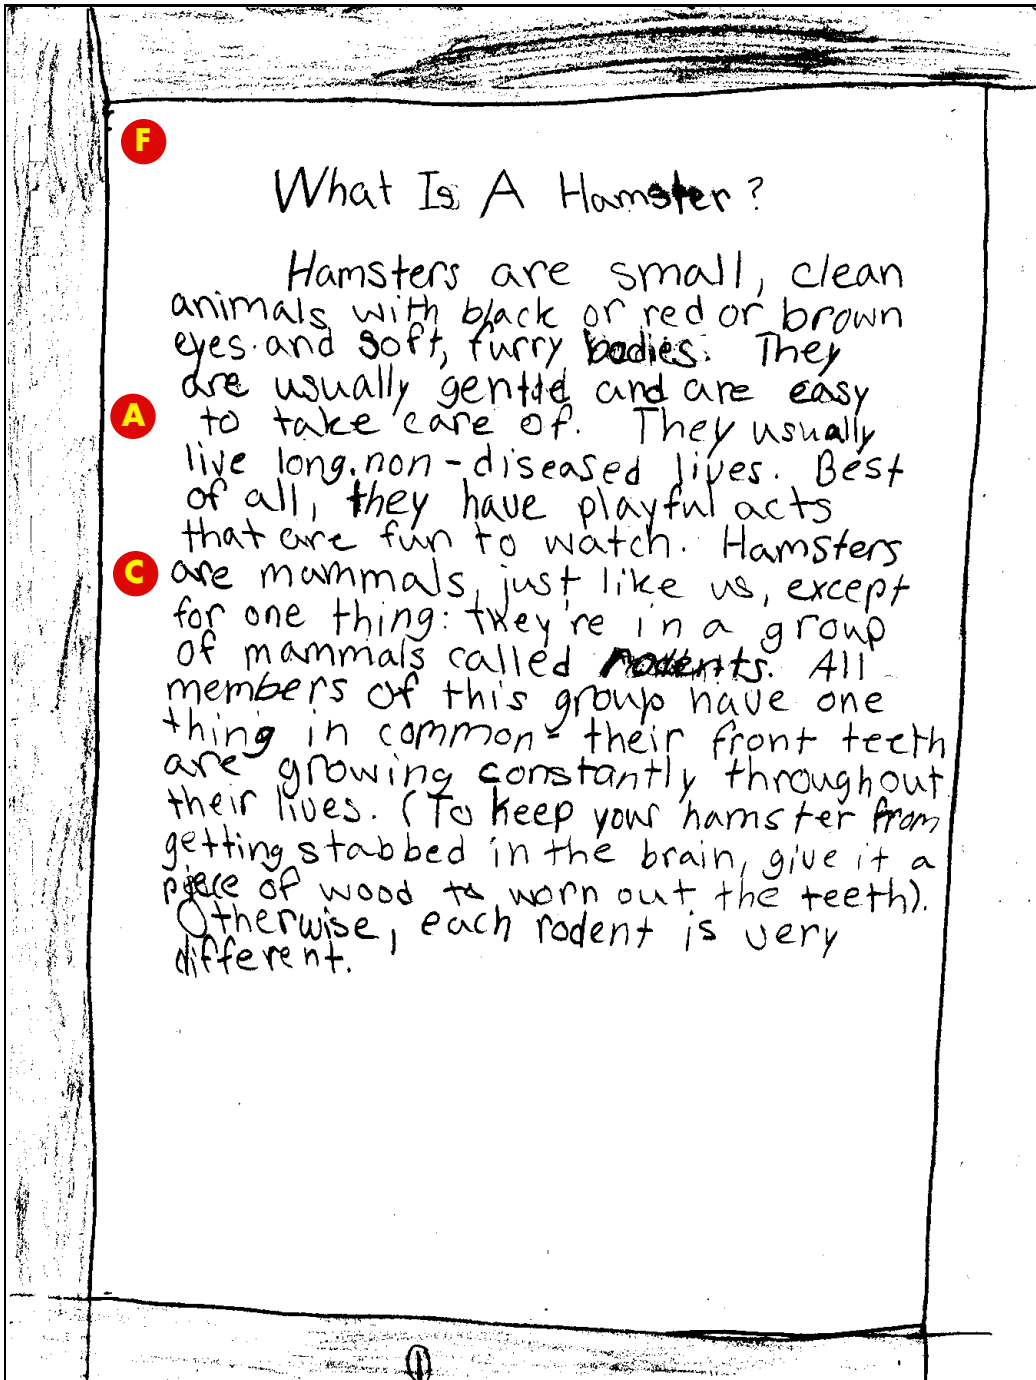 F
What Is A Hamster?
Hamsters are small, clean
animals with black or red or brown
eyes and soft, furry bodies. They
are usually gentle and are easy
A
to take care of. They usually
live long, non-diseased lives. Best
of all, they have playful acts
that are fun to watch. Hamsters
C
are mammals, just like us, except
for one thing: they're in a group
of mammals called rodents. All
members of this group have one
thing in common - their front teeth
are growing constantly throughout
their lives. (To keep your hamster from
getting stabbed in the brain, give it a
piece of wood to worn out the teeth).
Otherwise, each rodent is very
different.
1